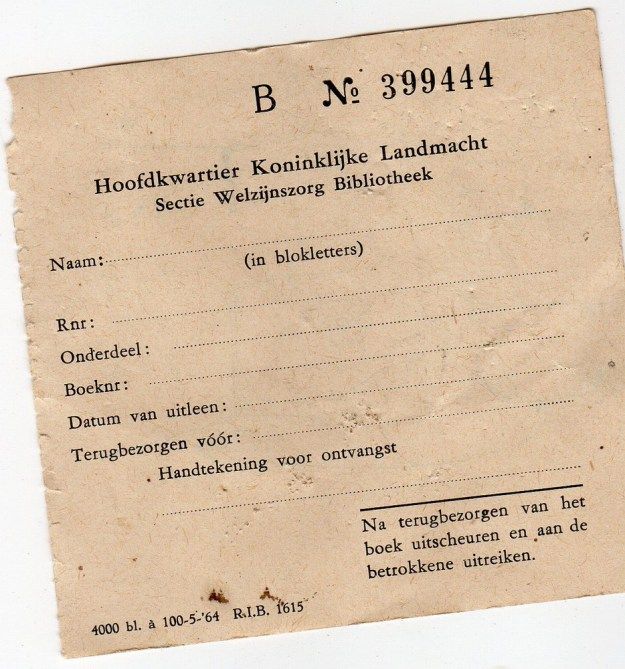 B № 399444
Hoofdkwartier Koninklijke Landmacht
Sectie Welzijnszorg Bibliotheek
Naam:
(in blokletters)
Rnr:
Onderdeel:
Boeknr:
Datum van uitleen:
Terugbezorgen vóór:
Handtekening voor ontvangst
Na terugbezorgen van het
boek uitscheuren en aan de
betrokkene uitreiken.
4000 bl. à 100-5-'64 R.I.B. 1615